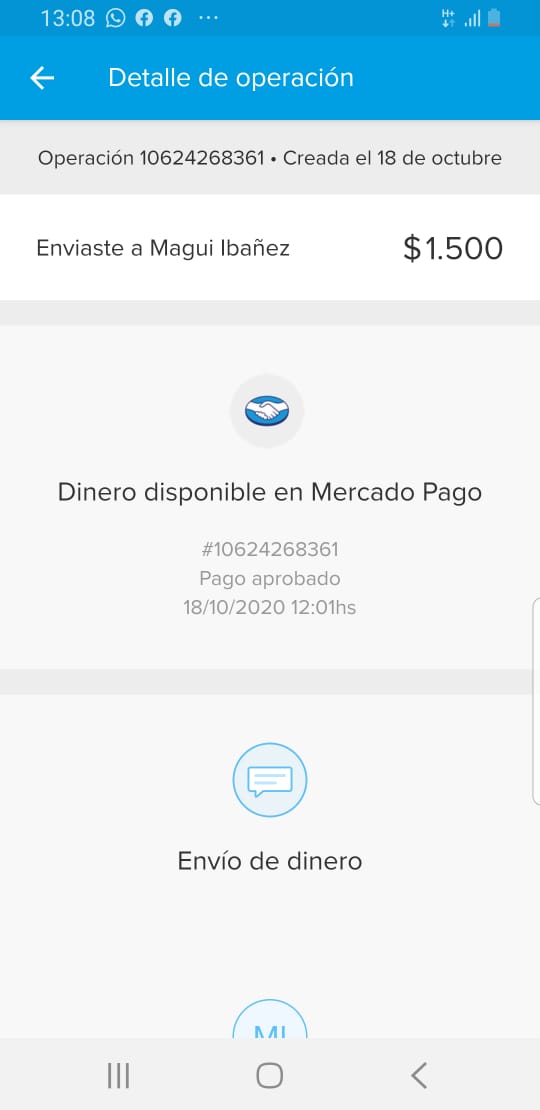 13:08
H+
Detalle de operación
Operación 10624268361 • Creada el 18 de octubre
Enviaste a Magui Ibañez $1.500
Dinero disponible en Mercado Pago
#10624268361
Pago aprobado
18/10/2020 12:01hs
Envío de dinero
MI